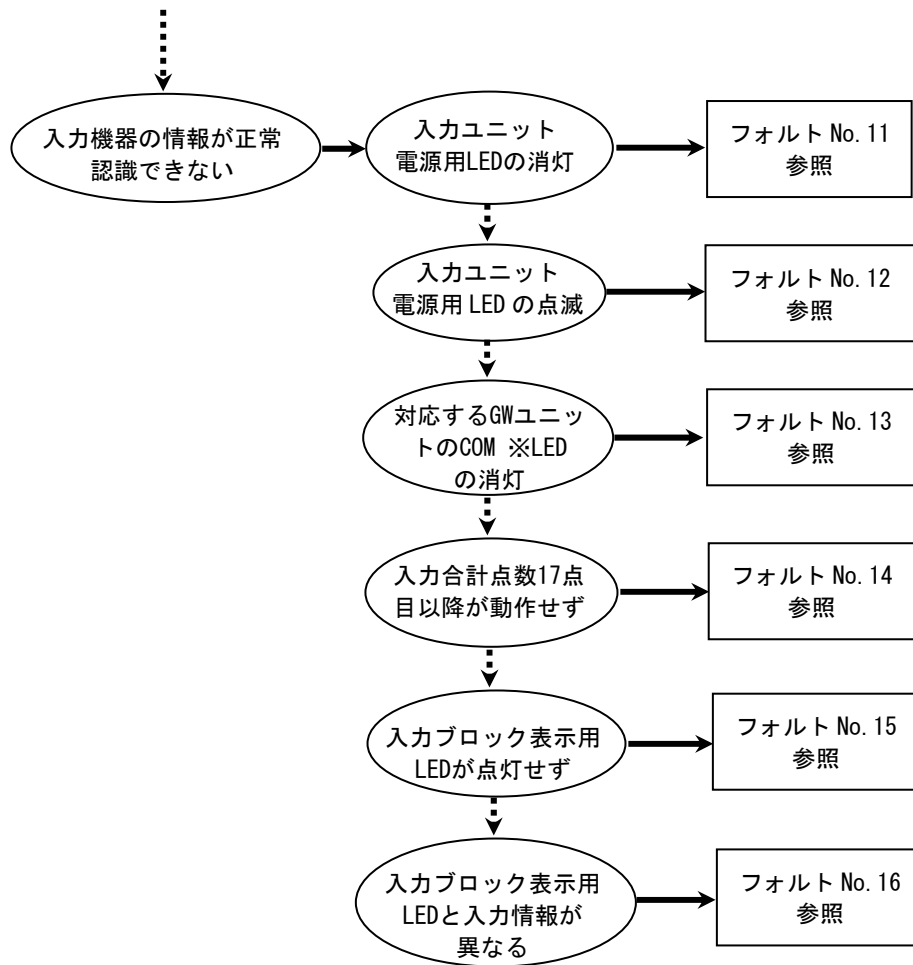 入力機器の情報が正常
認識できない
入力ユニット
電源用LEDの消灯
フォルト No.11
参照
入力ユニット
電源用 LED の点滅
フォルト No.12
参照
対応するGWユニッ
トのCOM ※LED
の消灯
フォルト No.13
参照
入力合計点数17点
目以降が動作せず
フォルト No.14
参照
入力ブロック表示用
LEDが点灯せず
フォルト No.15
参照
入力ブロック表示用
LEDと入力情報が
異なる
フォルト No.16
参照